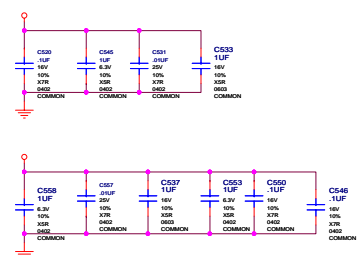 C520
.1UF
16V
10%
X7R
0402
COMMON
C545
1UF
6.3V
10%
X5R
0402
COMMON
C531
.01UF
25V
10%
X7R
0402
COMMON
C533
1UF
16V
10%
X5R
0603
COMMON
C558
1UF
6.3V
10%
X5R
0402
COMMON
C557
.01UF
25V
10%
X7R
0402
COMMON
C537
1UF
16V
10%
X5R
0603
COMMON
C553
1UF
6.3V
10%
X5R
0402
COMMON
C550
.1UF
16V
10%
X7R
0402
COMMON
C546
.1UF
16V
10%
X7R
0402
COMMON